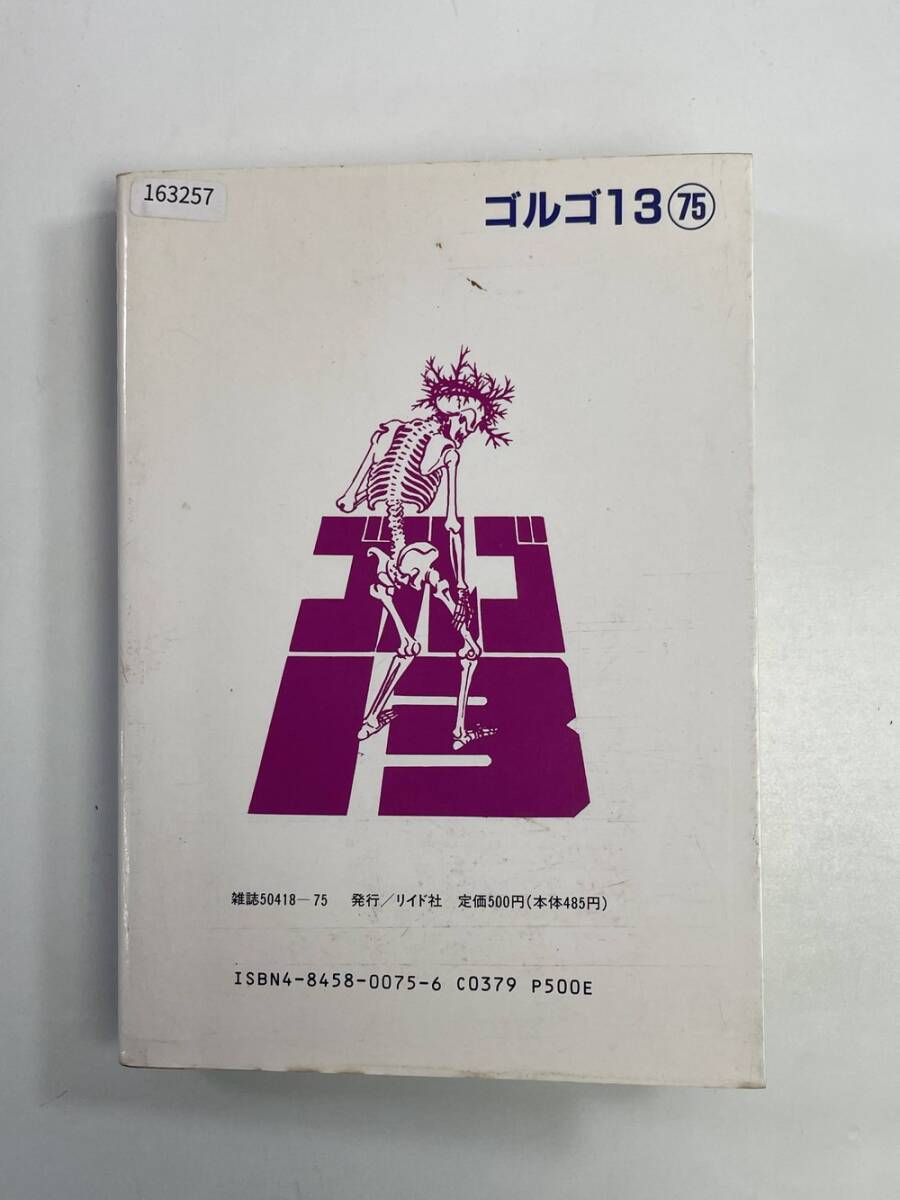 163257
ゴルゴ13㊆
ゴルゴ
13
雑誌50418-75 発行/リイド社 定価500円(本体485円)
ISBN4-8458-0075-6 C0379 P500E